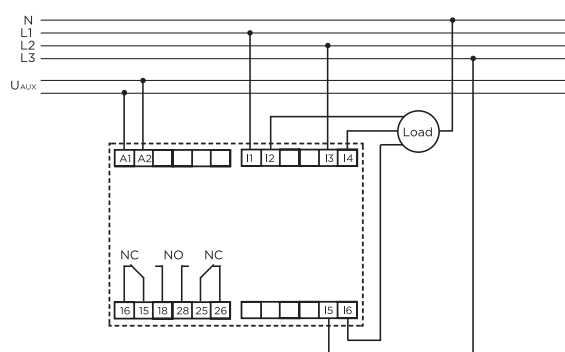 N
L1
L2
L3
UAUX
Load
A1 A2 I1 I2 I3 I4
NC NO NC
16 15 18 28 25 26 I5 I6